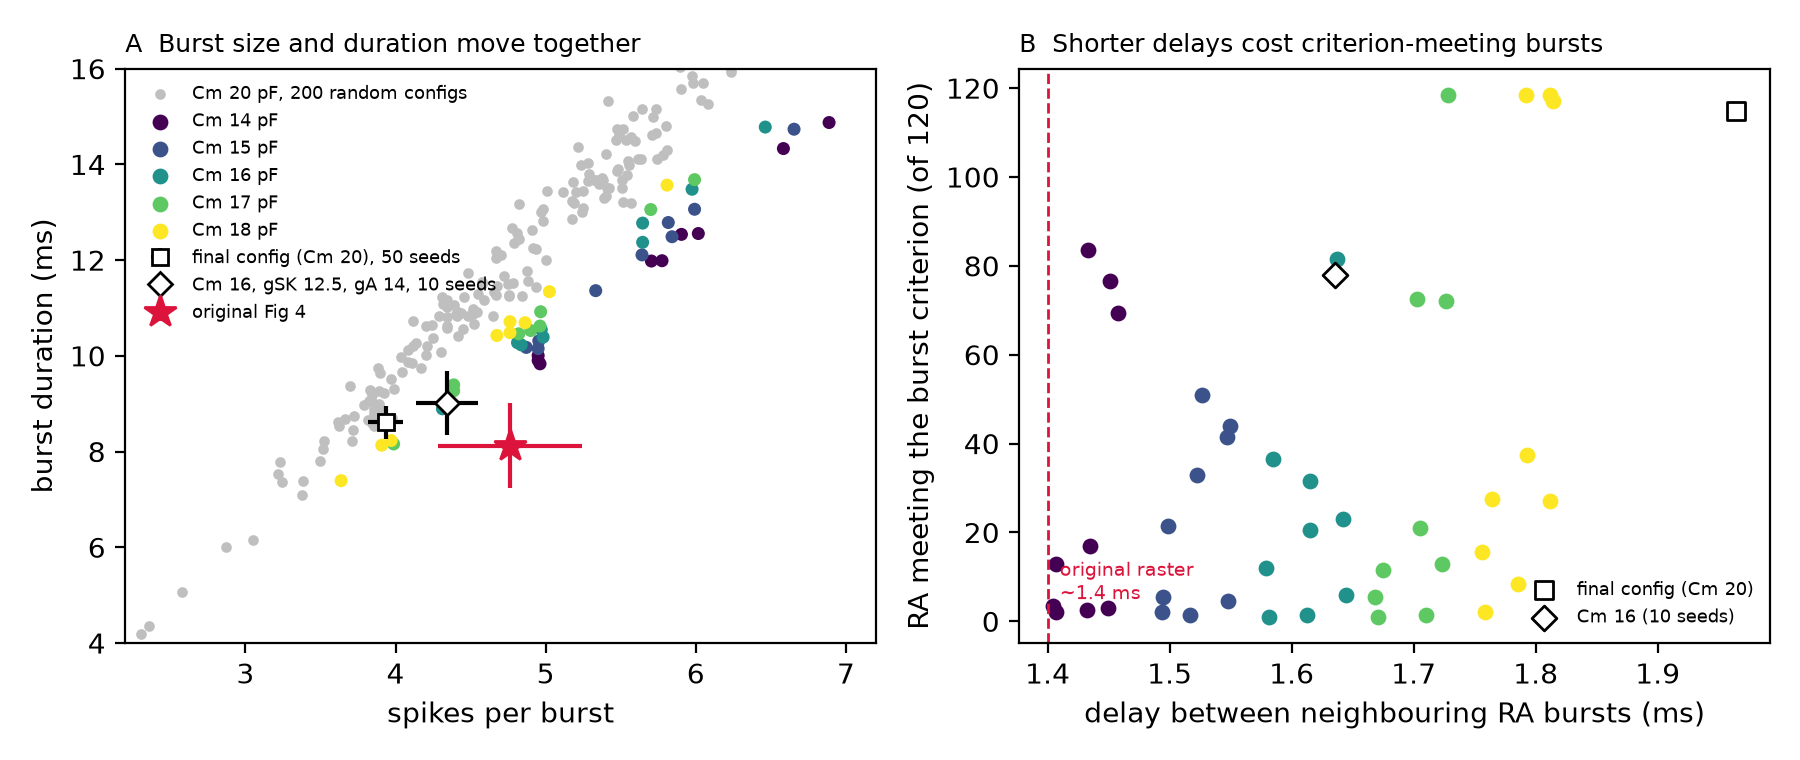 A  Burst size and duration move together
burst duration (ms)
16
14
12
10
8
6
4
Cm 20 pF, 200 random configs
Cm 14 pF
Cm 15 pF
Cm 16 pF
Cm 17 pF
Cm 18 pF
final config (Cm 20), 50 seeds
Cm 16, gSK 12.5, gA 14, 10 seeds
original Fig 4
3 4 5 6 7
spikes per burst
B  Shorter delays cost criterion-meeting bursts
RA meeting the burst criterion (of 120)
120
100
80
60
40
20
0
original raster
~1.4 ms
final config (Cm 20)
Cm 16 (10 seeds)
1.4 1.5 1.6 1.7 1.8 1.9
delay between neighbouring RA bursts (ms)